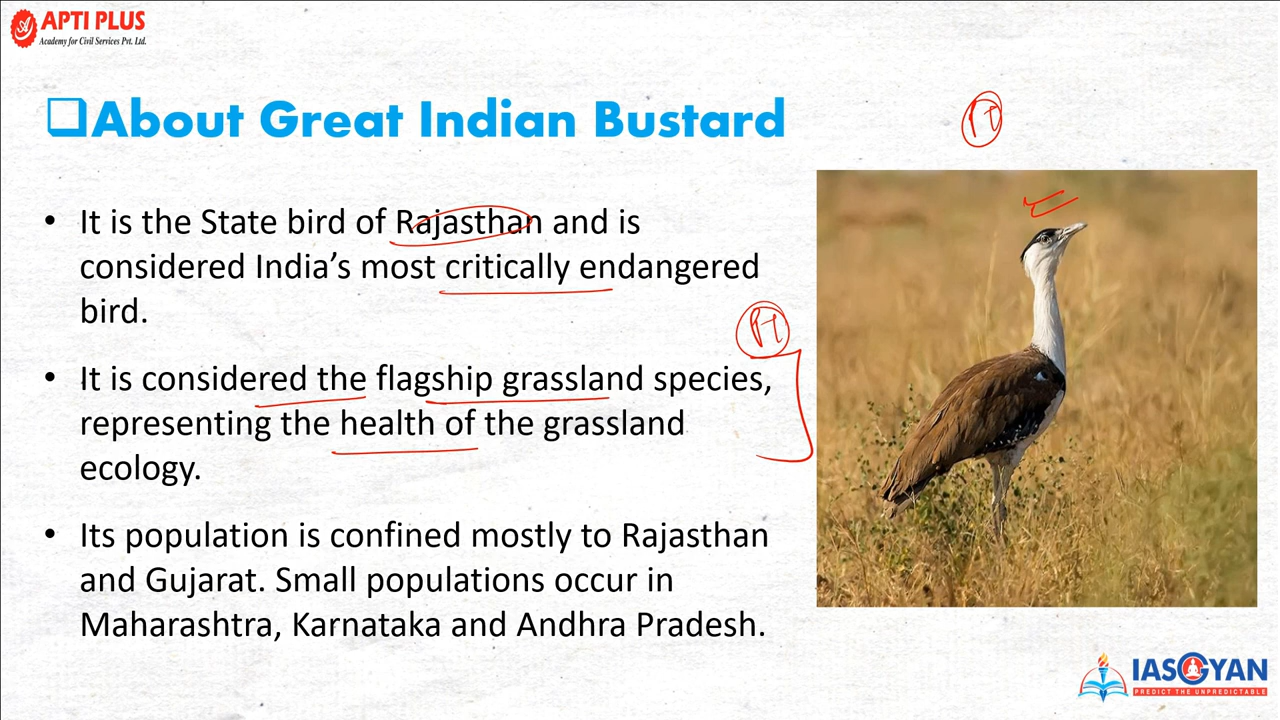 APTI PLUS
Academy for Civil Services Pvt. Ltd.
About Great Indian Bustard
• It is the State bird of Rajasthan and is
considered India’s most critically endangered
bird.
• It is considered the flagship grassland species,
representing the health of the grassland
ecology.
• Its population is confined mostly to Rajasthan
and Gujarat. Small populations occur in
Maharashtra, Karnataka and Andhra Pradesh.
IASGYAN
PREDICT THE UNPREDICTABLE